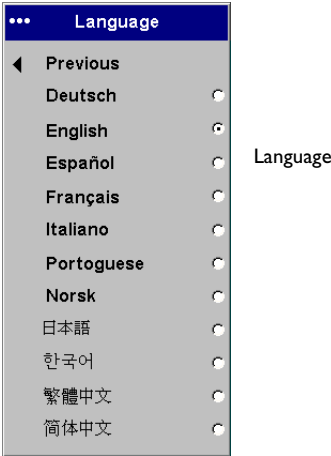 ••• Language
Previous
Deutsch
English
Español
Français
Italiano
Portoguese
Norsk
日本語
한국어
繁體中文
简体中文
Language